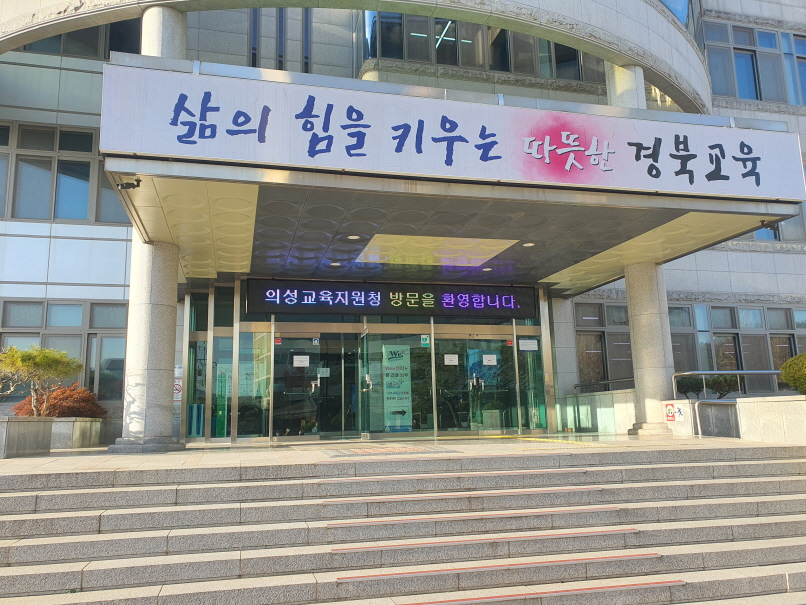 삶의 힘을 키우는 따뜻한 경북교육
의성교육지원청 방문을 환영합니다.
We